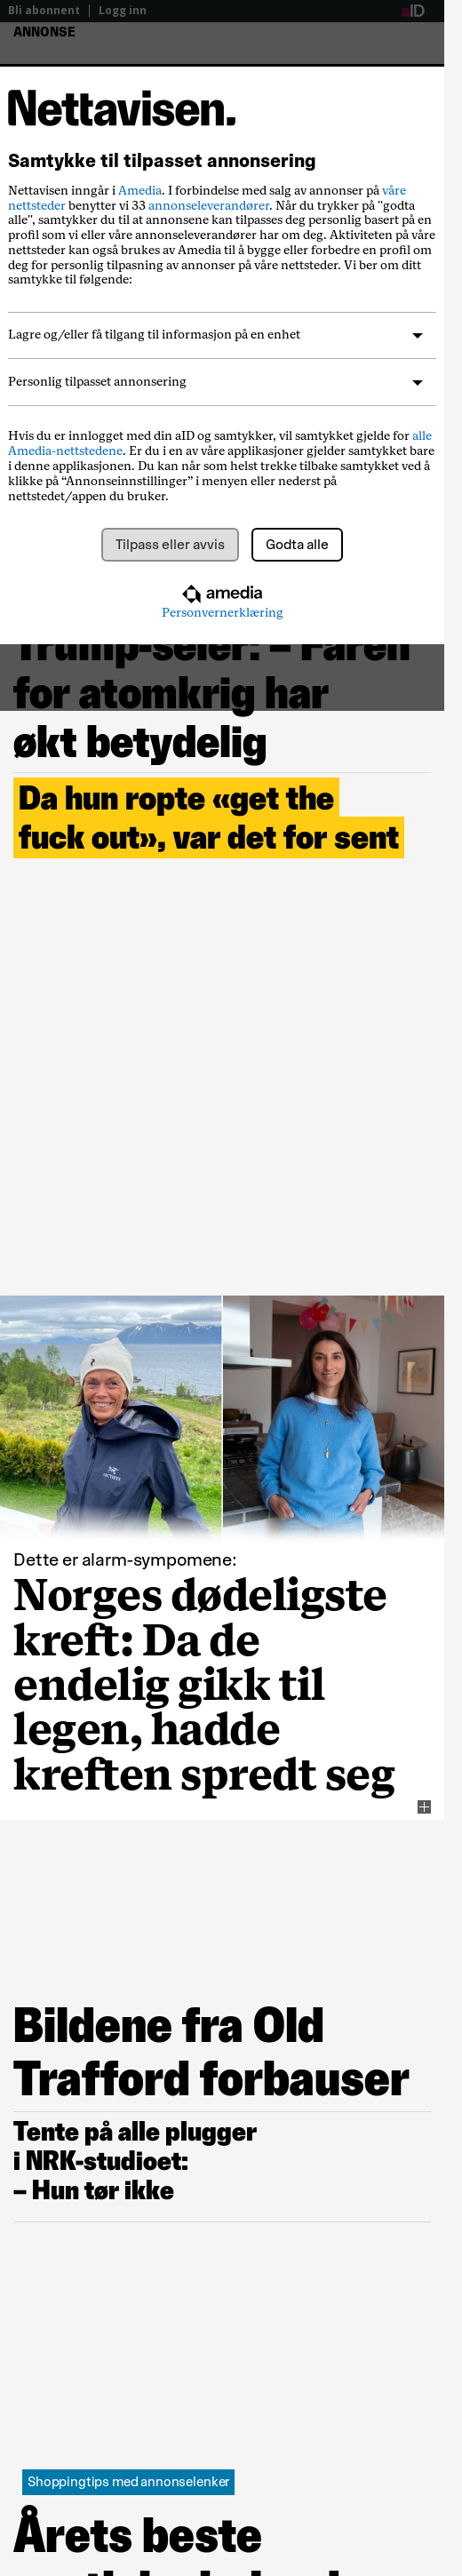 Bli abonnent | Logg inn
aID
ANNONSE
Nettavisen.
Samtykke til tilpasset annonsering
Nettavisen inngår i Amedia. I forbindelse med salg av annonser på våre
nettsteder benytter vi 33 annonseleverandører. Når du trykker på "godta
alle", samtykker du til at annonsene kan tilpasses deg personlig basert på en
profil som vi eller våre annonseleverandører har om deg. Aktiviteten på våre
nettsteder kan også brukes av Amedia til å bygge eller forbedre en profil om
deg for personlig tilpasning av annonser på våre nettsteder. Vi ber om ditt
samtykke til følgende:
Lagre og/eller få tilgang til informasjon på en enhet
Personlig tilpasset annonsering
Hvis du er innlogget med din aID og samtykker, vil samtykket gjelde for alle
Amedia-nettstedene. Er du i en av våre applikasjoner gjelder samtykket bare
i denne applikasjonen. Du kan når som helst trekke tilbake samtykket ved å
klikke på “Annonseinnstillinger” i menyen eller nederst på
nettstedet/appen du bruker.
Tilpass eller avvis
Godta alle
amedia
Personvernerklæring
Trump-seier: – Faren
for atomkrig har
økt betydelig
Da hun ropte «get the
fuck out», var det for sent
Dette er alarm-sympomene:
Norges dødeligste
kreft: Da de
endelig gikk til
legen, hadde
kreften spredt seg
Bildene fra Old
Trafford forbauser
Tente på alle plugger
i NRK-studioet:
– Hun tør ikke
Shoppingtips med annonselenker
Årets beste